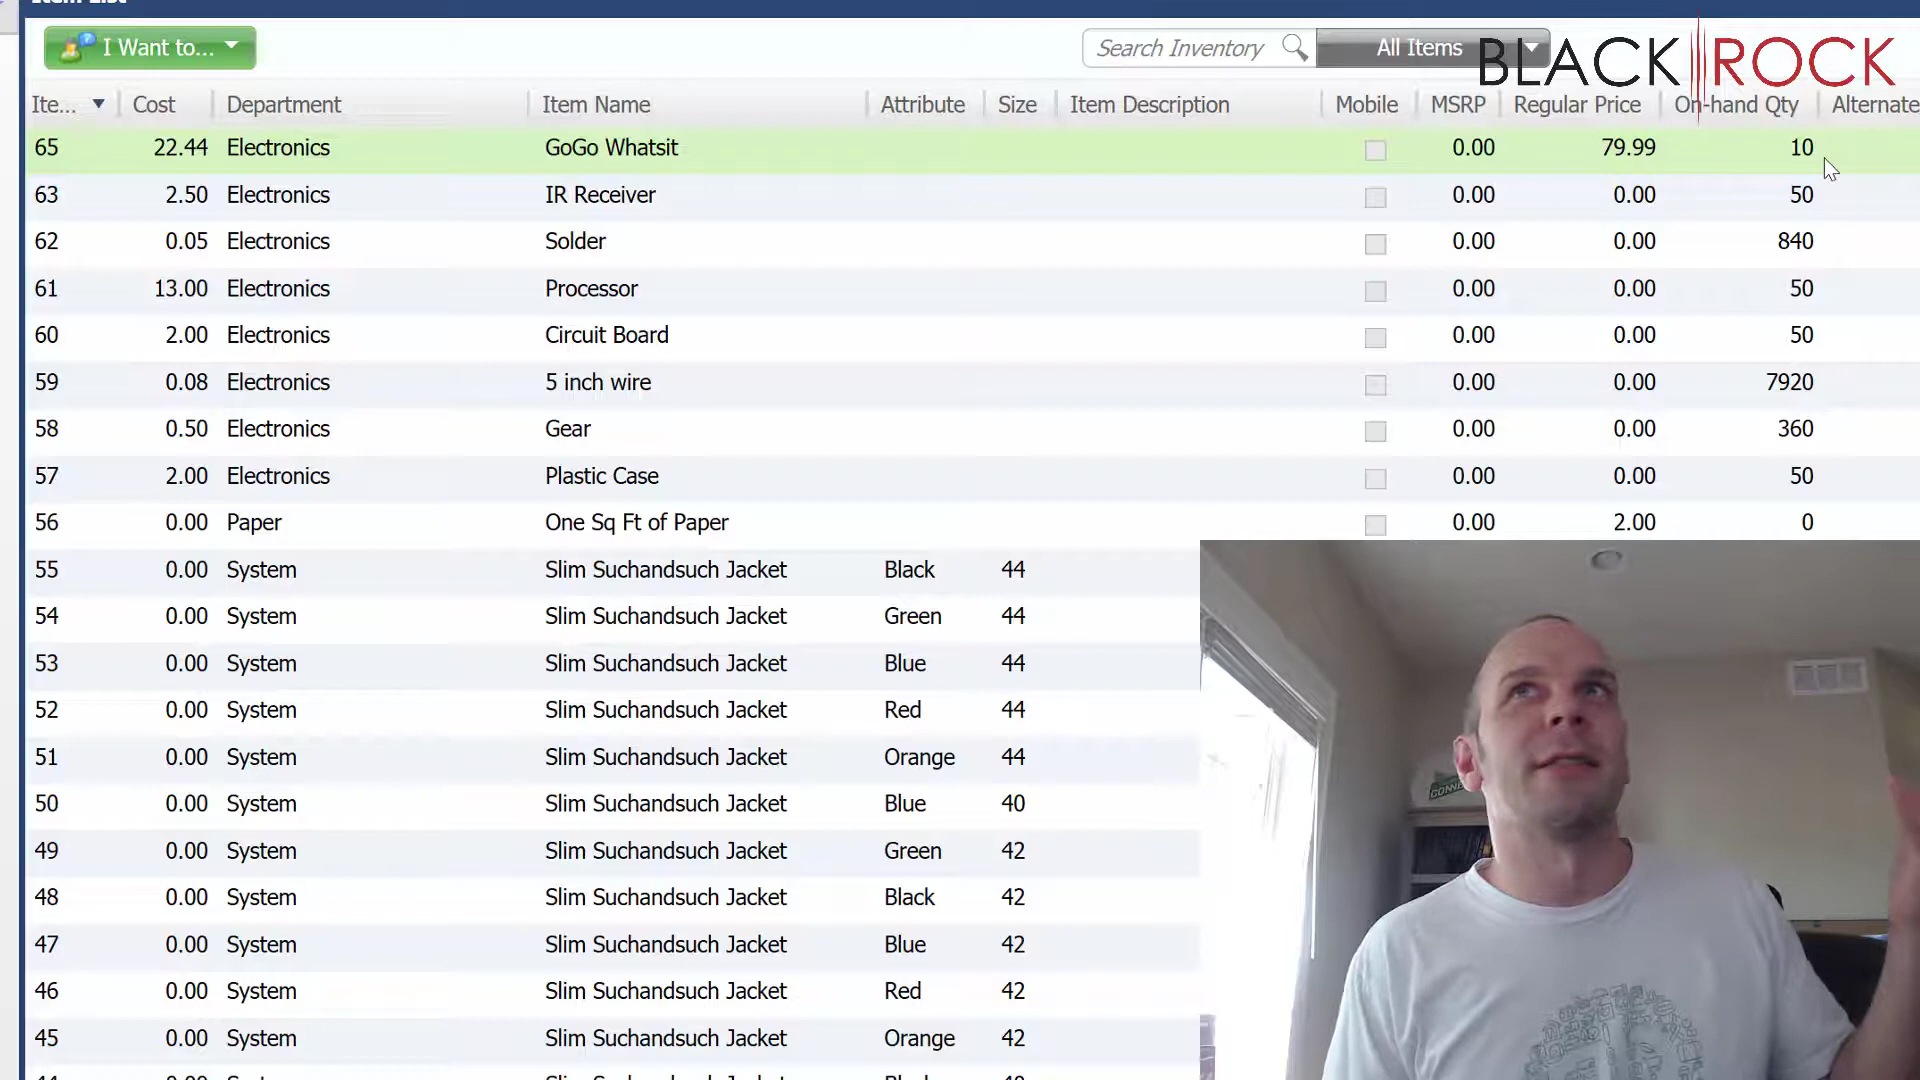 I Want to...
Search Inventory
All Items
BLACK ROCK
Ite... Cost Department Item Name Attribute Size Item Description Mobile MSRP Regular Price On-hand Qty Alternate
65 22.44 Electronics GoGo Whatsit 0.00 79.99 10
63 2.50 Electronics IR Receiver 0.00 0.00 50
62 0.05 Electronics Solder 0.00 0.00 840
61 13.00 Electronics Processor 0.00 0.00 50
60 2.00 Electronics Circuit Board 0.00 0.00 50
59 0.08 Electronics 5 inch wire 0.00 0.00 7920
58 0.50 Electronics Gear 0.00 0.00 360
57 2.00 Electronics Plastic Case 0.00 0.00 50
56 0.00 Paper One Sq Ft of Paper 0.00 2.00 0
55 0.00 System Slim Suchandsuch Jacket Black 44
54 0.00 System Slim Suchandsuch Jacket Green 44
53 0.00 System Slim Suchandsuch Jacket Blue 44
52 0.00 System Slim Suchandsuch Jacket Red 44
51 0.00 System Slim Suchandsuch Jacket Orange 44
50 0.00 System Slim Suchandsuch Jacket Blue 40
49 0.00 System Slim Suchandsuch Jacket Green 42
48 0.00 System Slim Suchandsuch Jacket Black 42
47 0.00 System Slim Suchandsuch Jacket Blue 42
46 0.00 System Slim Suchandsuch Jacket Red 42
45 0.00 System Slim Suchandsuch Jacket Orange 42